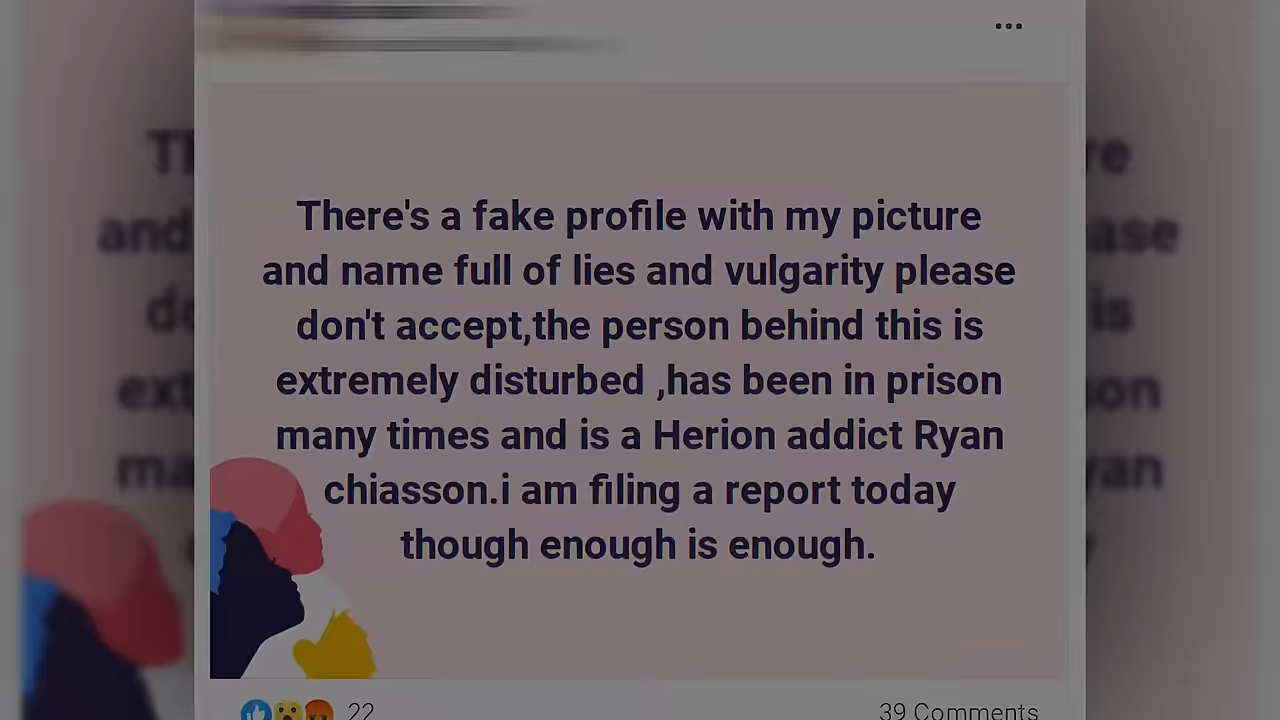 There's a fake profile with my picture
and name full of lies and vulgarity please
don't accept,the person behind this is
extremely disturbed ,has been in prison
many times and is a Herion addict Ryan
chiasson.i am filing a report today
though enough is enough.
22
39 Comments